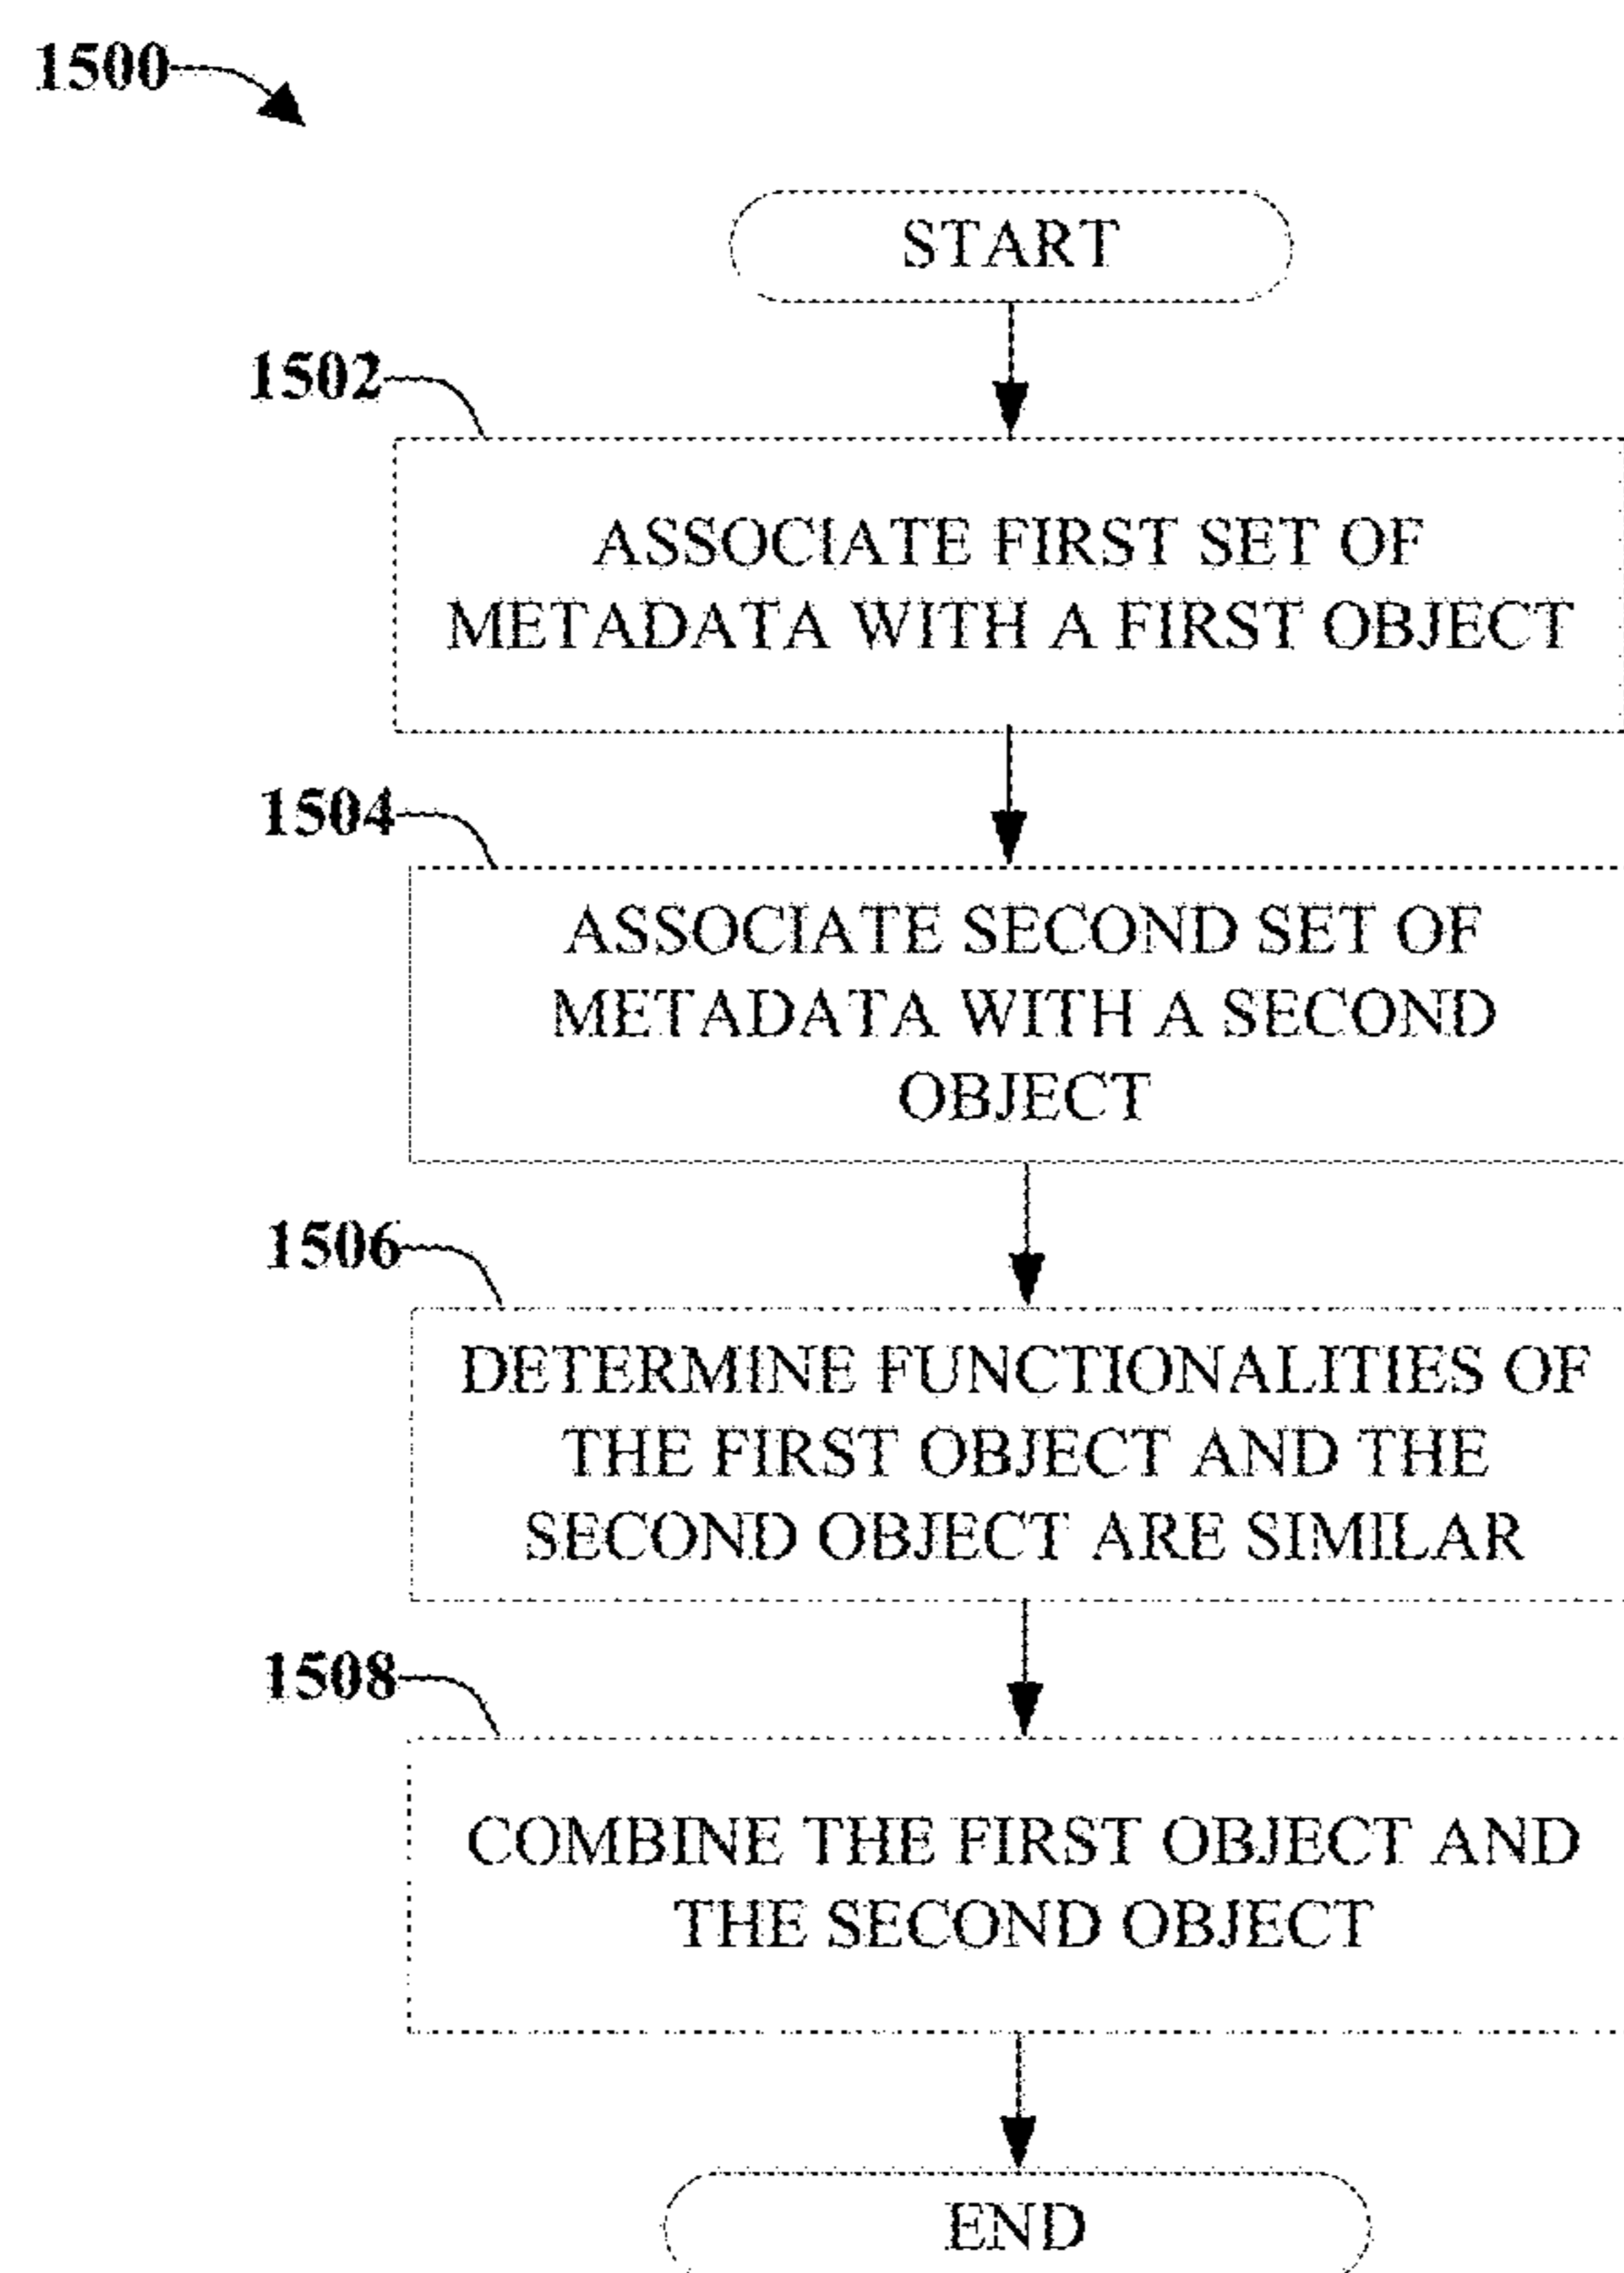 1500
START
1502
ASSOCIATE FIRST SET OF
METADATA WITH A FIRST OBJECT
1504
ASSOCIATE SECOND SET OF
METADATA WITH A SECOND
OBJECT
1506
DETERMINE FUNCTIONALITIES OF
THE FIRST OBJECT AND THE
SECOND OBJECT ARE SIMILAR
1508
COMBINE THE FIRST OBJECT AND
THE SECOND OBJECT
END